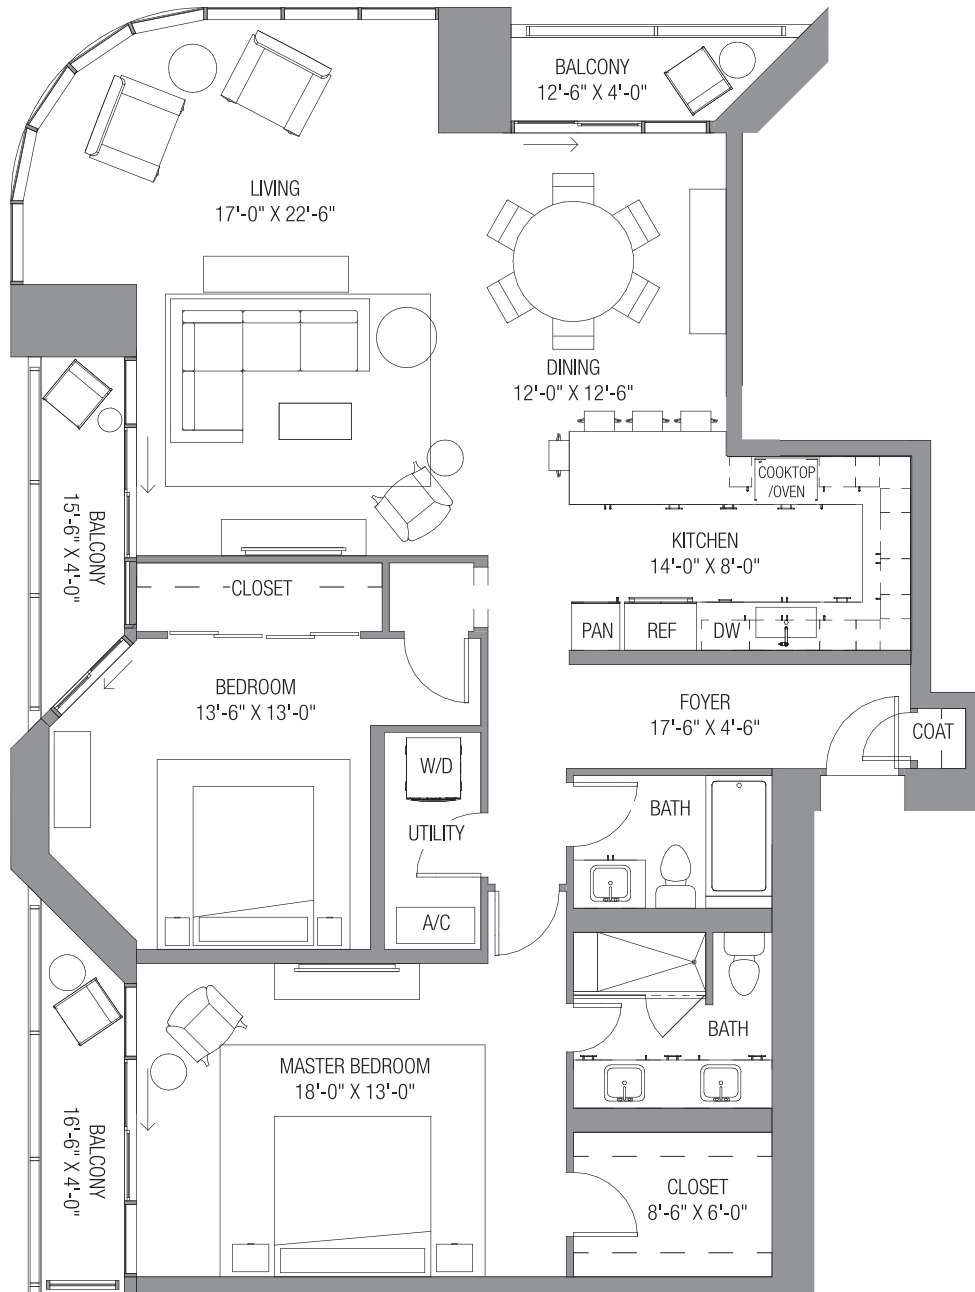 BALCONY
12'-6" X 4'-0"
LIVING
17'-0" X 22'-6"
DINING
12'-0" X 12'-6"
COOKTOP
/OVEN
BALCONY
15'-6" X 4'-0"
KITCHEN
14'-0" X 8'-0"
CLOSET
PAN
REF
DW
BEDROOM
13'-6" X 13'-0"
FOYER
17'-6" X 4'-6"
COAT
W/D
UTILITY
BATH
A/C
BATH
MASTER BEDROOM
18'-0" X 13'-0"
BALCONY
16'-6" X 4'-0"
CLOSET
8'-6" X 6'-0"